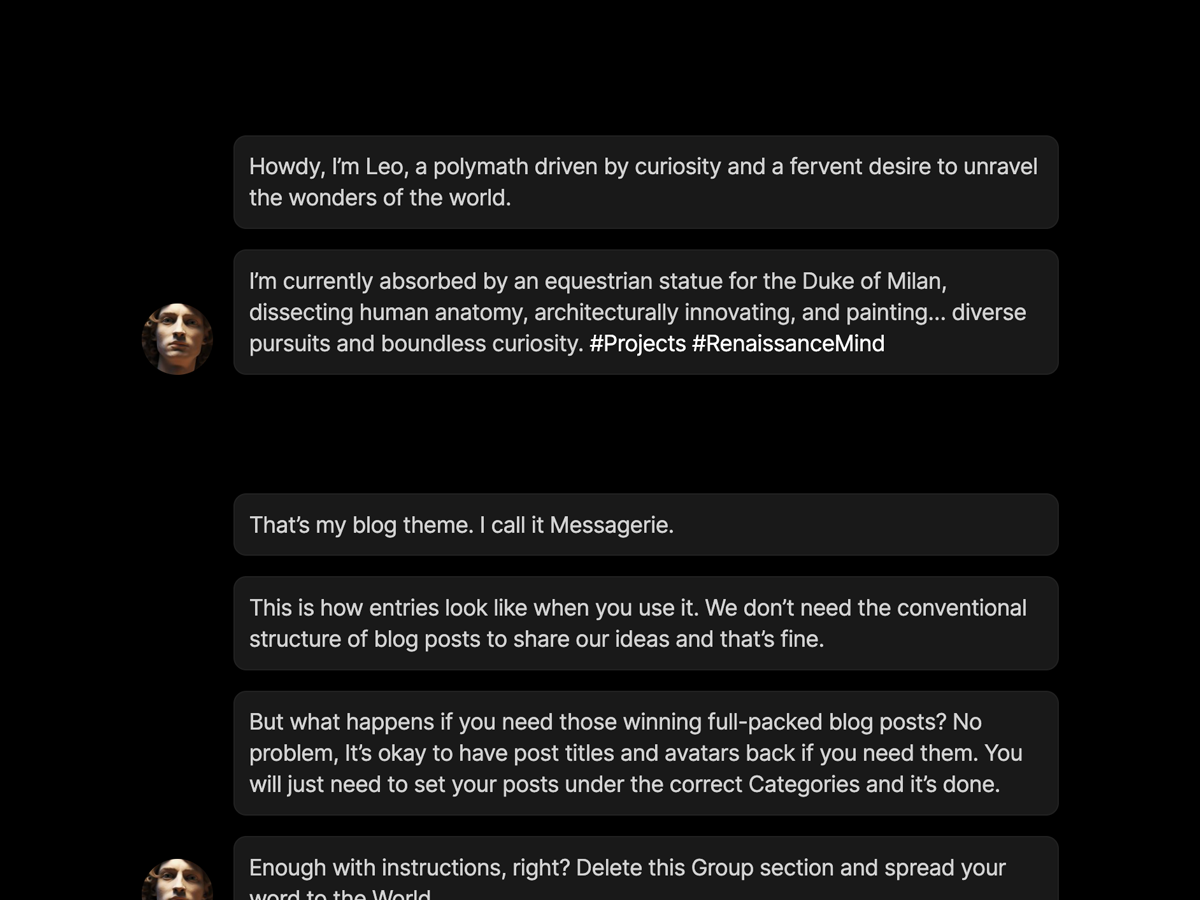 Howdy, I’m Leo, a polymath driven by curiosity and a fervent desire to unravel
the wonders of the world.
I’m currently absorbed by an equestrian statue for the Duke of Milan,
dissecting human anatomy, architecturally innovating, and painting… diverse
pursuits and boundless curiosity. #Projects #RenaissanceMind
That’s my blog theme. I call it Messagerie.
This is how entries look like when you use it. We don’t need the conventional
structure of blog posts to share our ideas and that’s fine.
But what happens if you need those winning full-packed blog posts? No
problem, It’s okay to have post titles and avatars back if you need them. You
will just need to set your posts under the correct Categories and it’s done.
Enough with instructions, right? Delete this Group section and spread your
word to the World